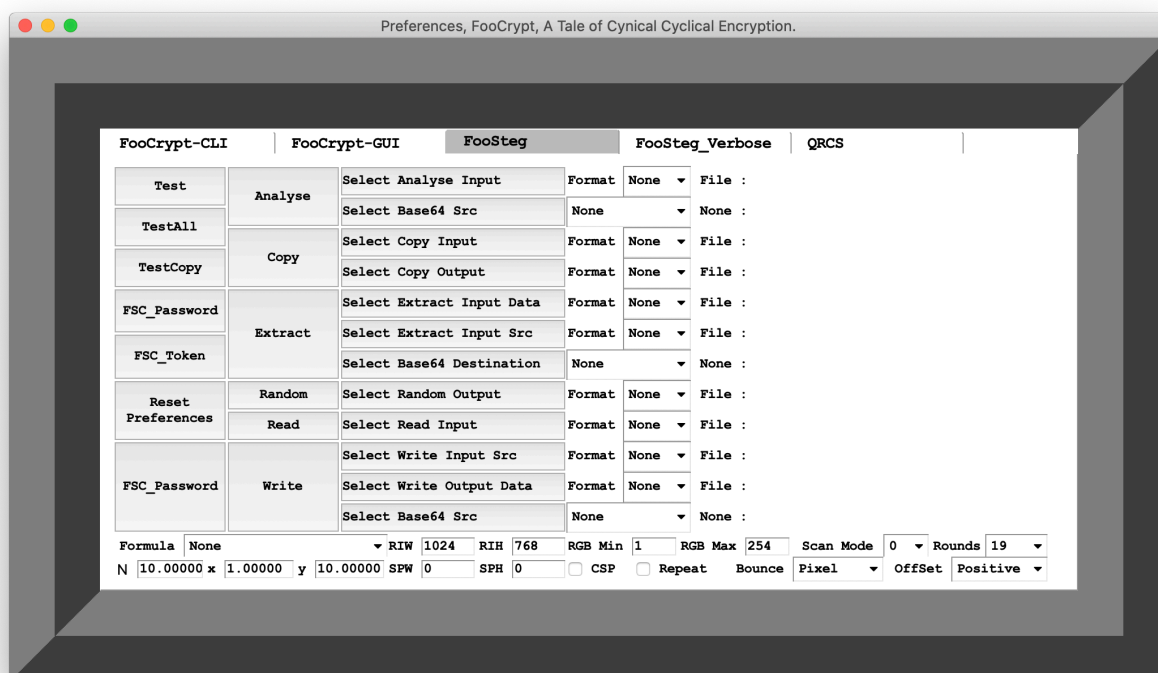 Preferences, FooCrypt, A Tale of Cynical Cyclical Encryption.
FooCrypt-CLI FooCrypt-GUI FooSteg FooSteg_Verbose QRCS
Test
TestAll
TestCopy
FSC_Password
FSC_Token
Reset
Preferences
FSC_Password
Analyse
Copy
Extract
Random
Read
Write
Select Analyse Input Format None File :
Select Base64 Src None None :
Select Copy Input Format None File :
Select Copy Output Format None File :
Select Extract Input Data Format None File :
Select Extract Input Src Format None File :
Select Base64 Destination None None :
Select Random Output Format None File :
Select Read Input Format None File :
Select Write Input Src Format None File :
Select Write Output Data Format None File :
Select Base64 Src None None :
Formula None RIW 1024 RIH 768 RGB Min 1 RGB Max 254 Scan Mode 0 Rounds 19
N 10.00000 x 1.00000 y 10.00000 SPW 0 SPH 0 CSP Repeat Bounce Pixel OffSet Positive